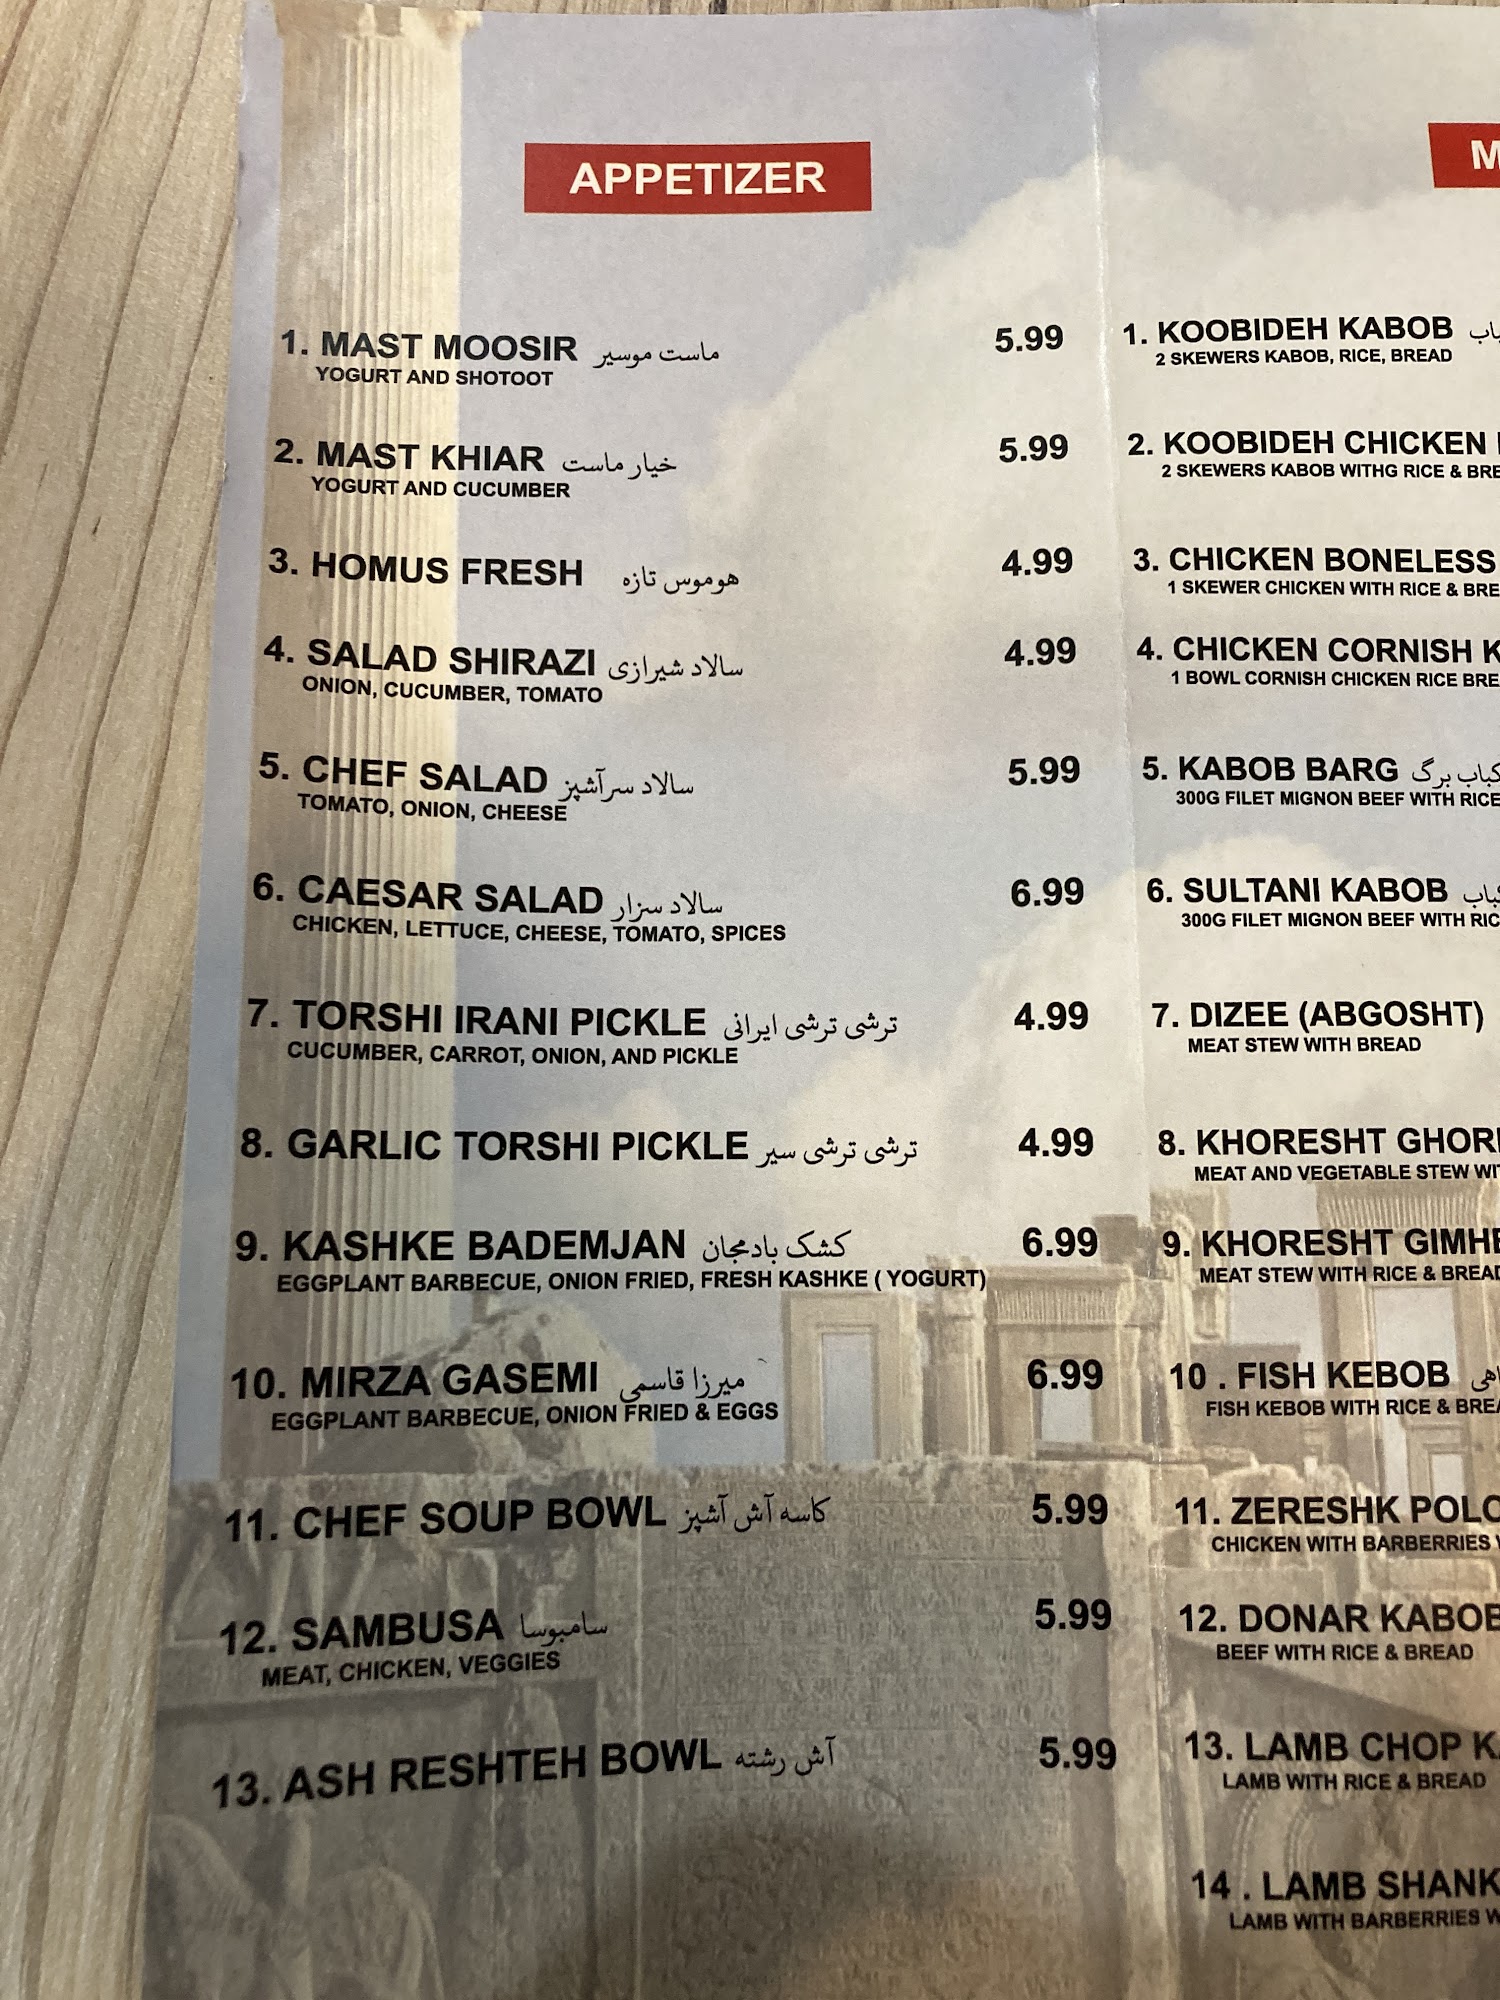 APPETIZER
1. MAST MOOSIR ماست موسیر 5.99
YOGURT AND SHOTOOT
2. MAST KHIAR خیار ماست 5.99
YOGURT AND CUCUMBER
3. HOMUS FRESH هوموس تازه 4.99
4. SALAD SHIRAZI سالاد شیرازی 4.99
ONION, CUCUMBER, TOMATO
5. CHEF SALAD سالاد سرآشپز 5.99
TOMATO, ONION, CHEESE
6. CAESAR SALAD سالاد سزار 6.99
CHICKEN, LETTUCE, CHEESE, TOMATO, SPICES
7. TORSHI IRANI PICKLE ترشی ترشی ایرانی 4.99
CUCUMBER, CARROT, ONION, AND PICKLE
8. GARLIC TORSHI PICKLE ترشی ترشی سیر 4.99
9. KASHKE BADEMJAN کشک بادمجان 6.99
EGGPLANT BARBECUE, ONION FRIED, FRESH KASHKE ( YOGURT)
10. MIRZA GASEMI میرزا قاسمی 6.99
EGGPLANT BARBECUE, ONION FRIED & EGGS
11. CHEF SOUP BOWL کاسه آش آشپز 5.99
12. SAMBUSA سامبوسا 5.99
MEAT, CHICKEN, VEGGIES
13. ASH RESHTEH BOWL آش رشته 5.99
1. KOOBIDEH KABOB
2 SKEWERS KABOB, RICE, BREAD
2. KOOBIDEH CHICKEN
2 SKEWERS KABOB WITHG RICE & BRE
3. CHICKEN BONELESS
1 SKEWER CHICKEN WITH RICE & BRE
4. CHICKEN CORNISH K
1 BOWL CORNISH CHICKEN RICE BRE
5. KABOB BARG کباب برگ
300G FILET MIGNON BEEF WITH RICE
6. SULTANI KABOB
300G FILET MIGNON BEEF WITH RIC
7. DIZEE (ABGOSHT)
MEAT STEW WITH BREAD
8. KHORESHT GHOR
MEAT AND VEGETABLE STEW WI
9. KHORESHT GIMHE
MEAT STEW WITH RICE & BREAD
10 . FISH KEBOB
FISH KEBOB WITH RICE & BREA
11. ZERESHK POLO
CHICKEN WITH BARBERRIES
12. DONAR KABOB
BEEF WITH RICE & BREAD
13. LAMB CHOP K
LAMB WITH RICE & BREAD
14 . LAMB SHANK
LAMB WITH BARBERRIES W